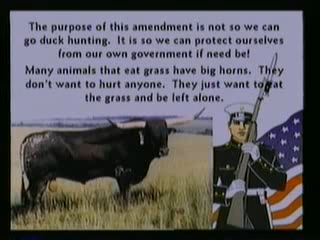 The purpose of this amendment is not so we can
go duck hunting. It is so we can protect ourselves
from our own government if need be!
Many animals that eat grass have big horns. They
don't want to hurt anyone. They just want to eat
the grass and be left alone.